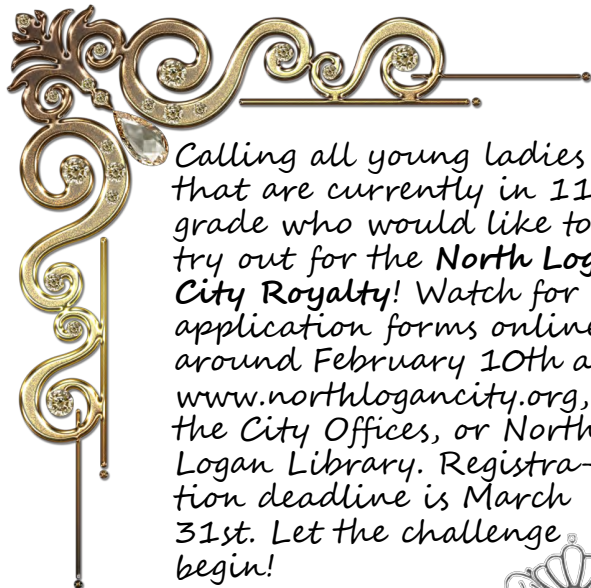 Calling all young ladies
that are currently in 11
grade who would like to
try out for the North Log
City Royalty! Watch for
application forms online
around February 10th a
www.northlogancity.org,
the City Offices, or North
Logan Library. Registra-
tion deadline is March
31st. Let the challenge
begin!